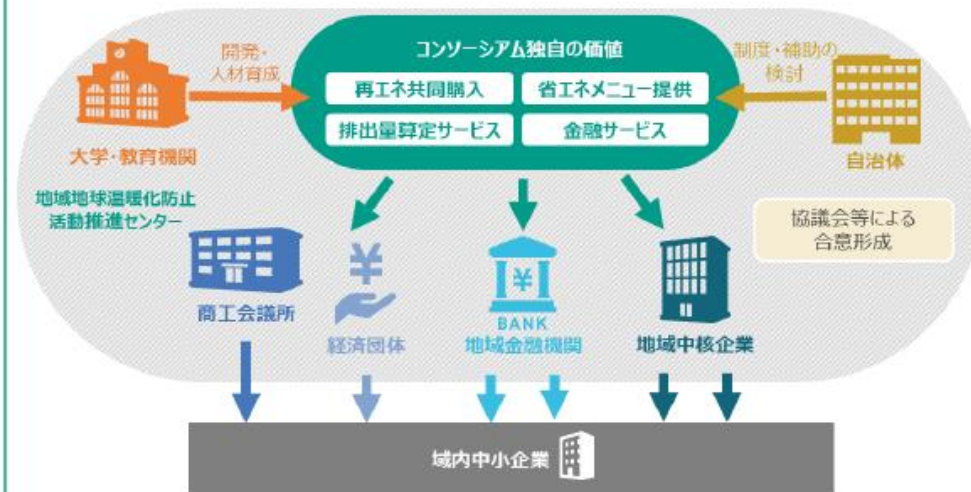 コンソーシアム独自の価値
再エネ共同購入
省エネメニュー提供
排出量算定サービス
金融サービス
開発・
人材育成
制度・補助の
検討
大学・教育機関
自治体
地域地球温暖化防止
活動推進センター
協議会等による
合意形成
商工会議所
¥
経済団体
¥
BANK
地域金融機関
地域中核企業
域内中小企業